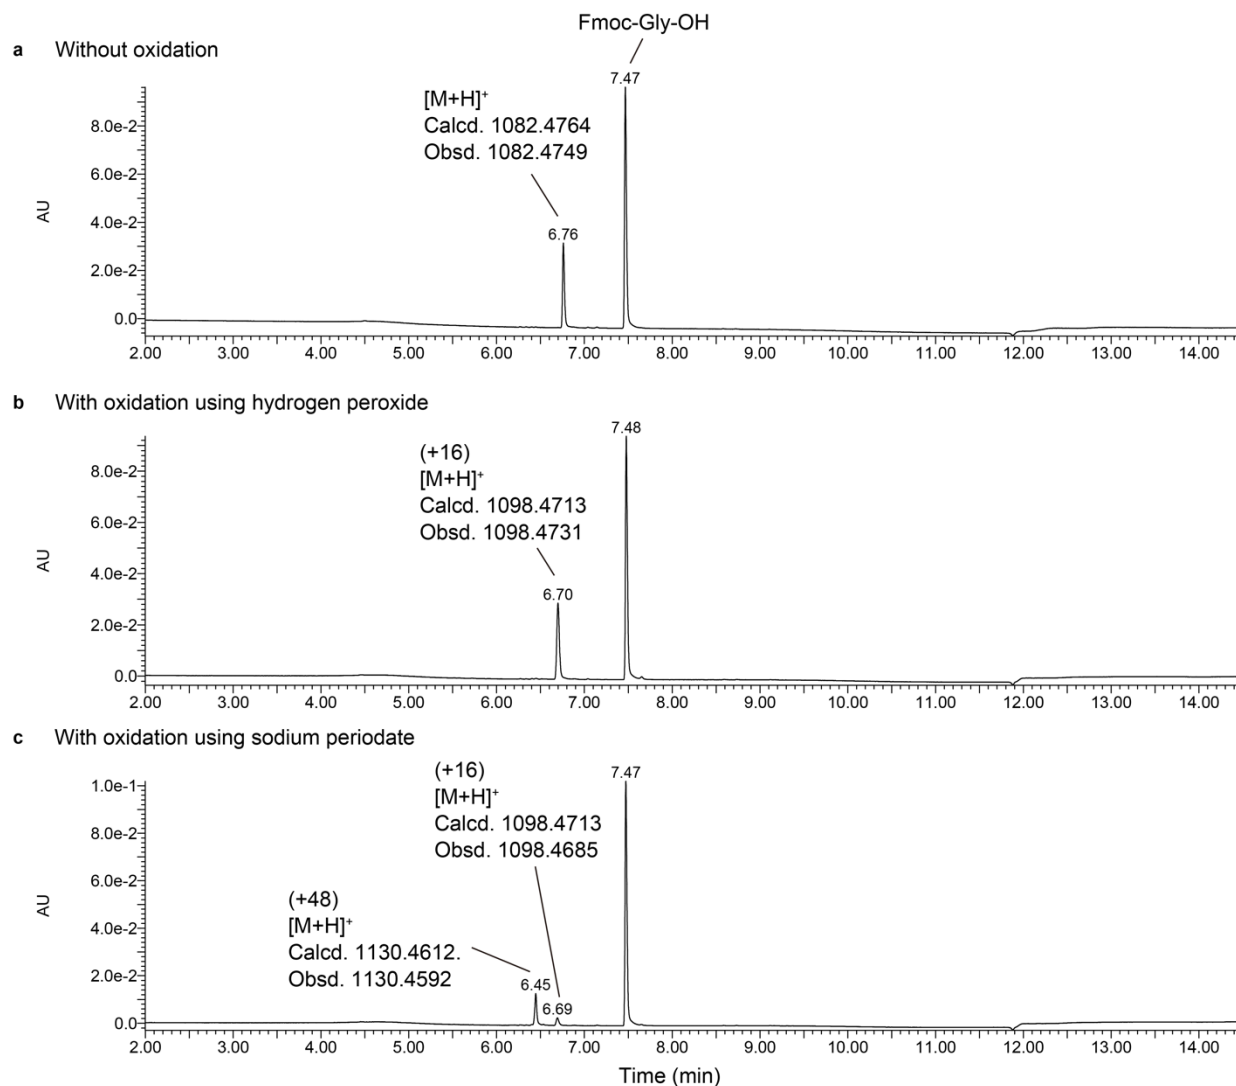 Fmoc-Gly-OH
a Without oxidation
7.47
[M+H]⁺
Calcd. 1082.4764
Obsd. 1082.4749
6.76
8.0e-2
6.0e-2
4.0e-2
2.0e-2
0.0
AU
2.00 3.00 4.00 5.00 6.00 7.00 8.00 9.00 10.00 11.00 12.00 13.00 14.00
b With oxidation using hydrogen peroxide
7.48
(+16)
[M+H]⁺
Calcd. 1098.4713
Obsd. 1098.4731
6.70
8.0e-2
6.0e-2
4.0e-2
2.0e-2
0.0
AU
2.00 3.00 4.00 5.00 6.00 7.00 8.00 9.00 10.00 11.00 12.00 13.00 14.00
c With oxidation using sodium periodate
7.47
(+16)
[M+H]⁺
Calcd. 1098.4713
Obsd. 1098.4685
(+48)
[M+H]⁺
Calcd. 1130.4612.
Obsd. 1130.4592
6.45
6.69
1.0e-1
8.0e-2
6.0e-2
4.0e-2
2.0e-2
0.0
AU
2.00 3.00 4.00 5.00 6.00 7.00 8.00 9.00 10.00 11.00 12.00 13.00 14.00
Time (min)